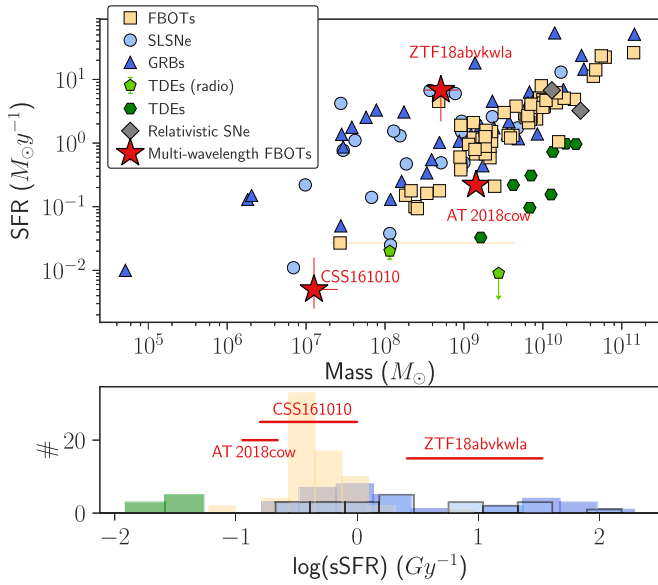 FBOTs
SLSNe
GRBs
TDEs (radio)
TDEs
Relativistic SNe
Multi-wavelength FBOTs
ZTF18abvkwla
AT 2018cow
CSS161010
SFR (M⊙y⁻¹)
10¹
10⁰
10⁻¹
10⁻²
10⁵
10⁶
10⁷
10⁸
10⁹
10¹⁰
10¹¹
Mass (M⊙)
CSS161010
AT 2018cow
ZTF18abvkwla
#
20
0
−2
−1
0
1
2
log(sSFR) (Gy⁻¹)